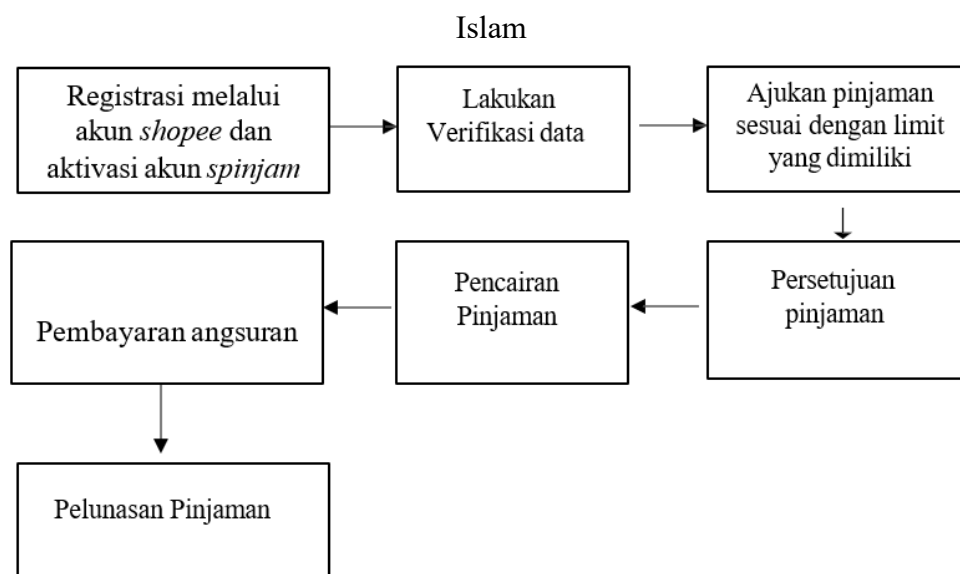 Islam
Registrasi melalui
akun shopee dan
aktivasi akun spinjam
Lakukan
Verifikasi data
Ajukan pinjaman
sesuai dengan limit
yang dimiliki
Persetujuan
pinjaman
Pencairan
Pinjaman
Pembayaran angsuran
Pelunasan Pinjaman